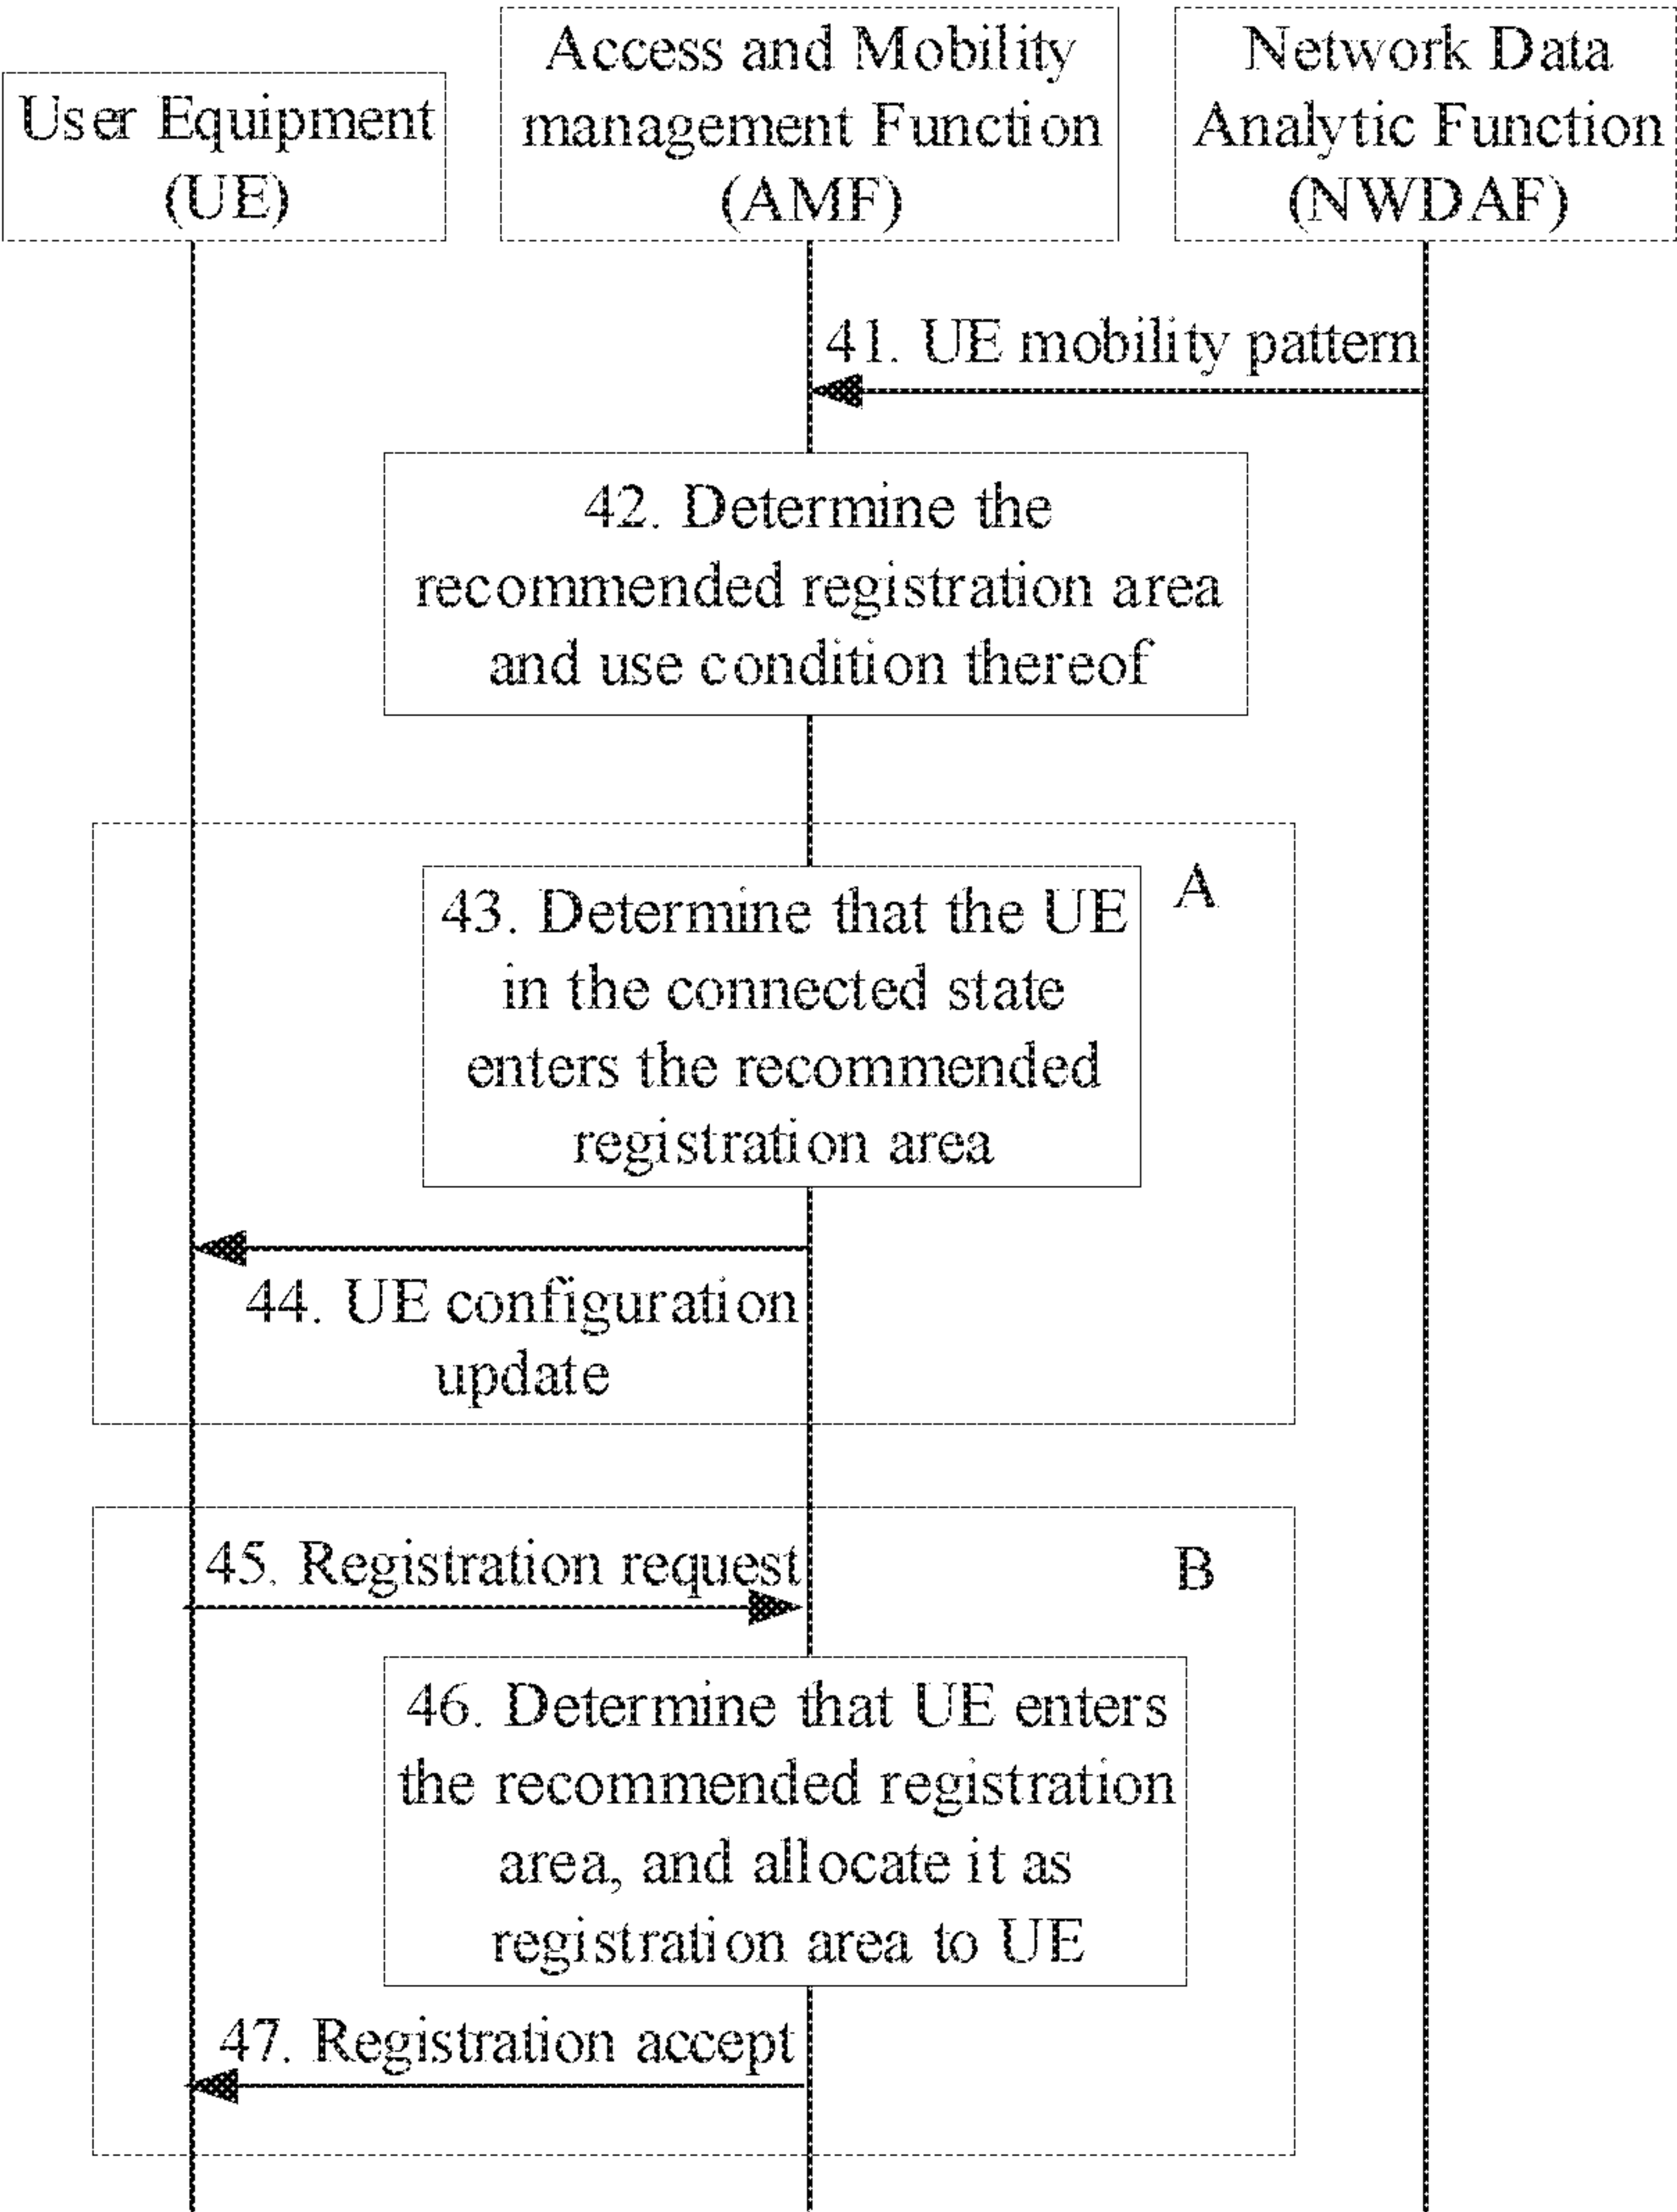 User Equipment
(UE)
Access and Mobility
management Function
(AMF)
Network Data
Analytic Function
(NWDAF)
41. UE mobility pattern
42. Determine the
recommended registration area
and use condition thereof
A
43. Determine that the UE
in the connected state
enters the recommended
registration area
44. UE configuration
update
45. Registration request
B
46. Determine that UE enters
the recommended registration
area, and allocate it as
registration area to UE
47. Registration accept